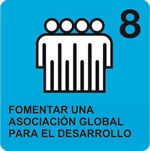 8
FOMENTAR UNA
ASOCIACIÓN GLOBAL
PARA EL DESARROLLO